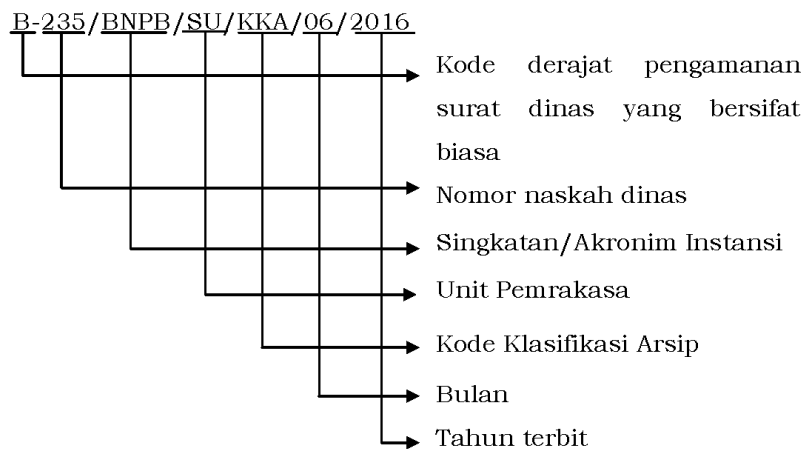 B-235/BNPB/SU/KKA/06/2016
Kode derajat pengamanan
surat dinas yang bersifat
biasa
Nomor naskah dinas
Singkatan/Akronim Instansi
Unit Pemrakasa
Kode Klasifikasi Arsip
Bulan
Tahun terbit